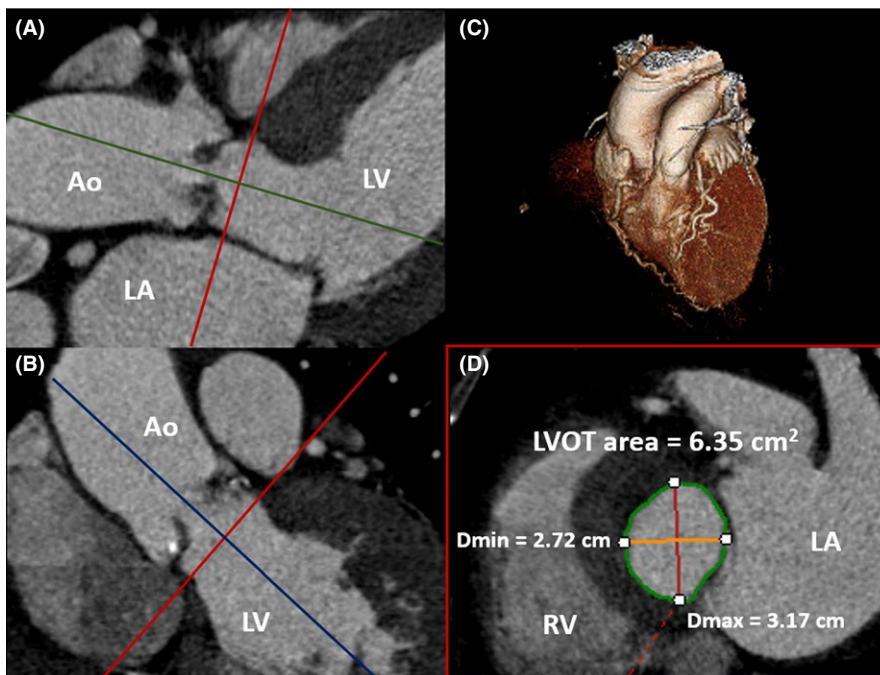 (A)
Ao
LV
LA
(B)
Ao
LV
(C)
(D)
LVOT area = 6.35 cm²
Dmin = 2.72 cm
LA
RV
Dmax = 3.17 cm